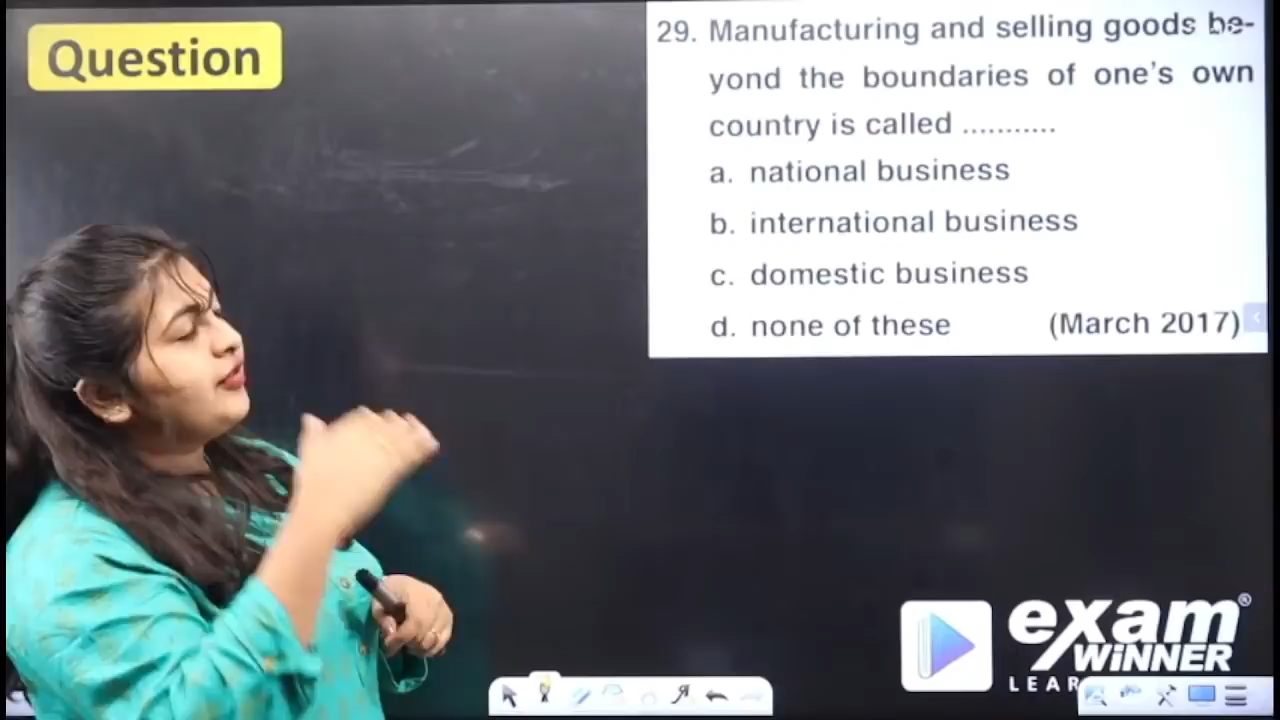 Question
29. Manufacturing and selling goods be-
yond the boundaries of one's own
country is called ...........
a. national business
b. international business
c. domestic business
d. none of these (March 2017)
exam
WiNNER
LEAR